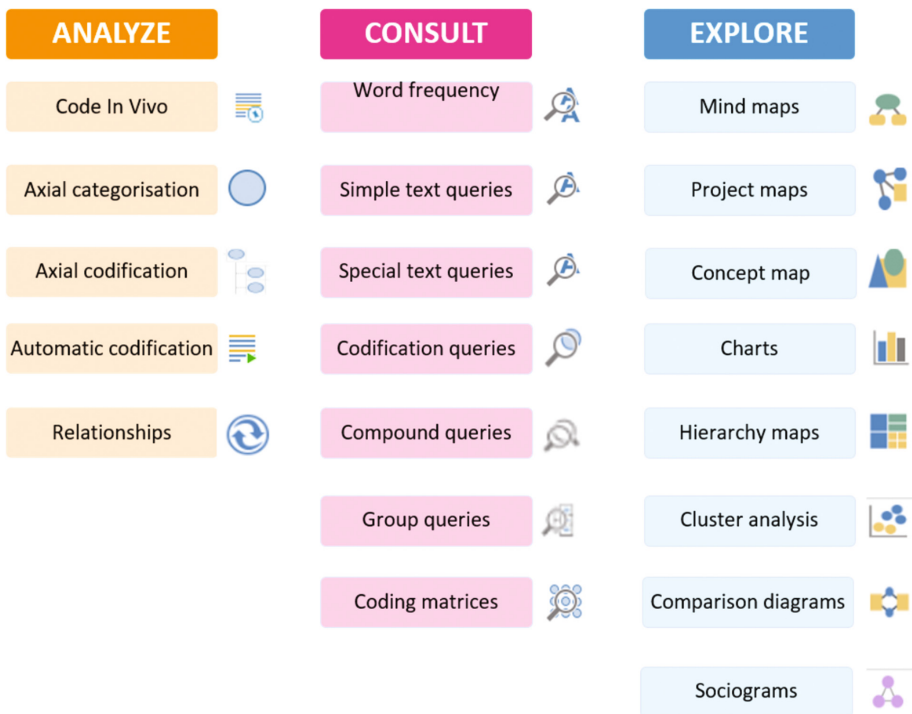 ANALYZE
Code In Vivo
Axial categorisation
Axial codification
Automatic codification
Relationships
CONSULT
Word frequency
Simple text queries
Special text queries
Codification queries
Compound queries
Group queries
Coding matrices
EXPLORE
Mind maps
Project maps
Concept map
Charts
Hierarchy maps
Cluster analysis
Comparison diagrams
Sociograms